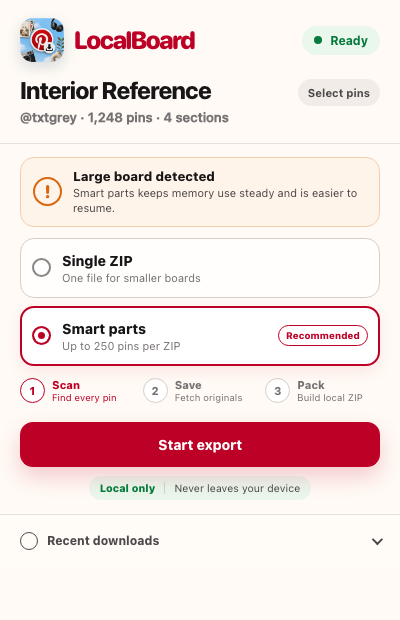 LocalBoard
Ready
Interior Reference
Select pins
@txtgrey · 1,248 pins · 4 sections
Large board detected
Smart parts keeps memory use steady and is easier to
resume.
Single ZIP
One file for smaller boards
Smart parts
Up to 250 pins per ZIP
Recommended
1 Scan
Find every pin
2 Save
Fetch originals
3 Pack
Build local ZIP
Start export
Local only | Never leaves your device
Recent downloads